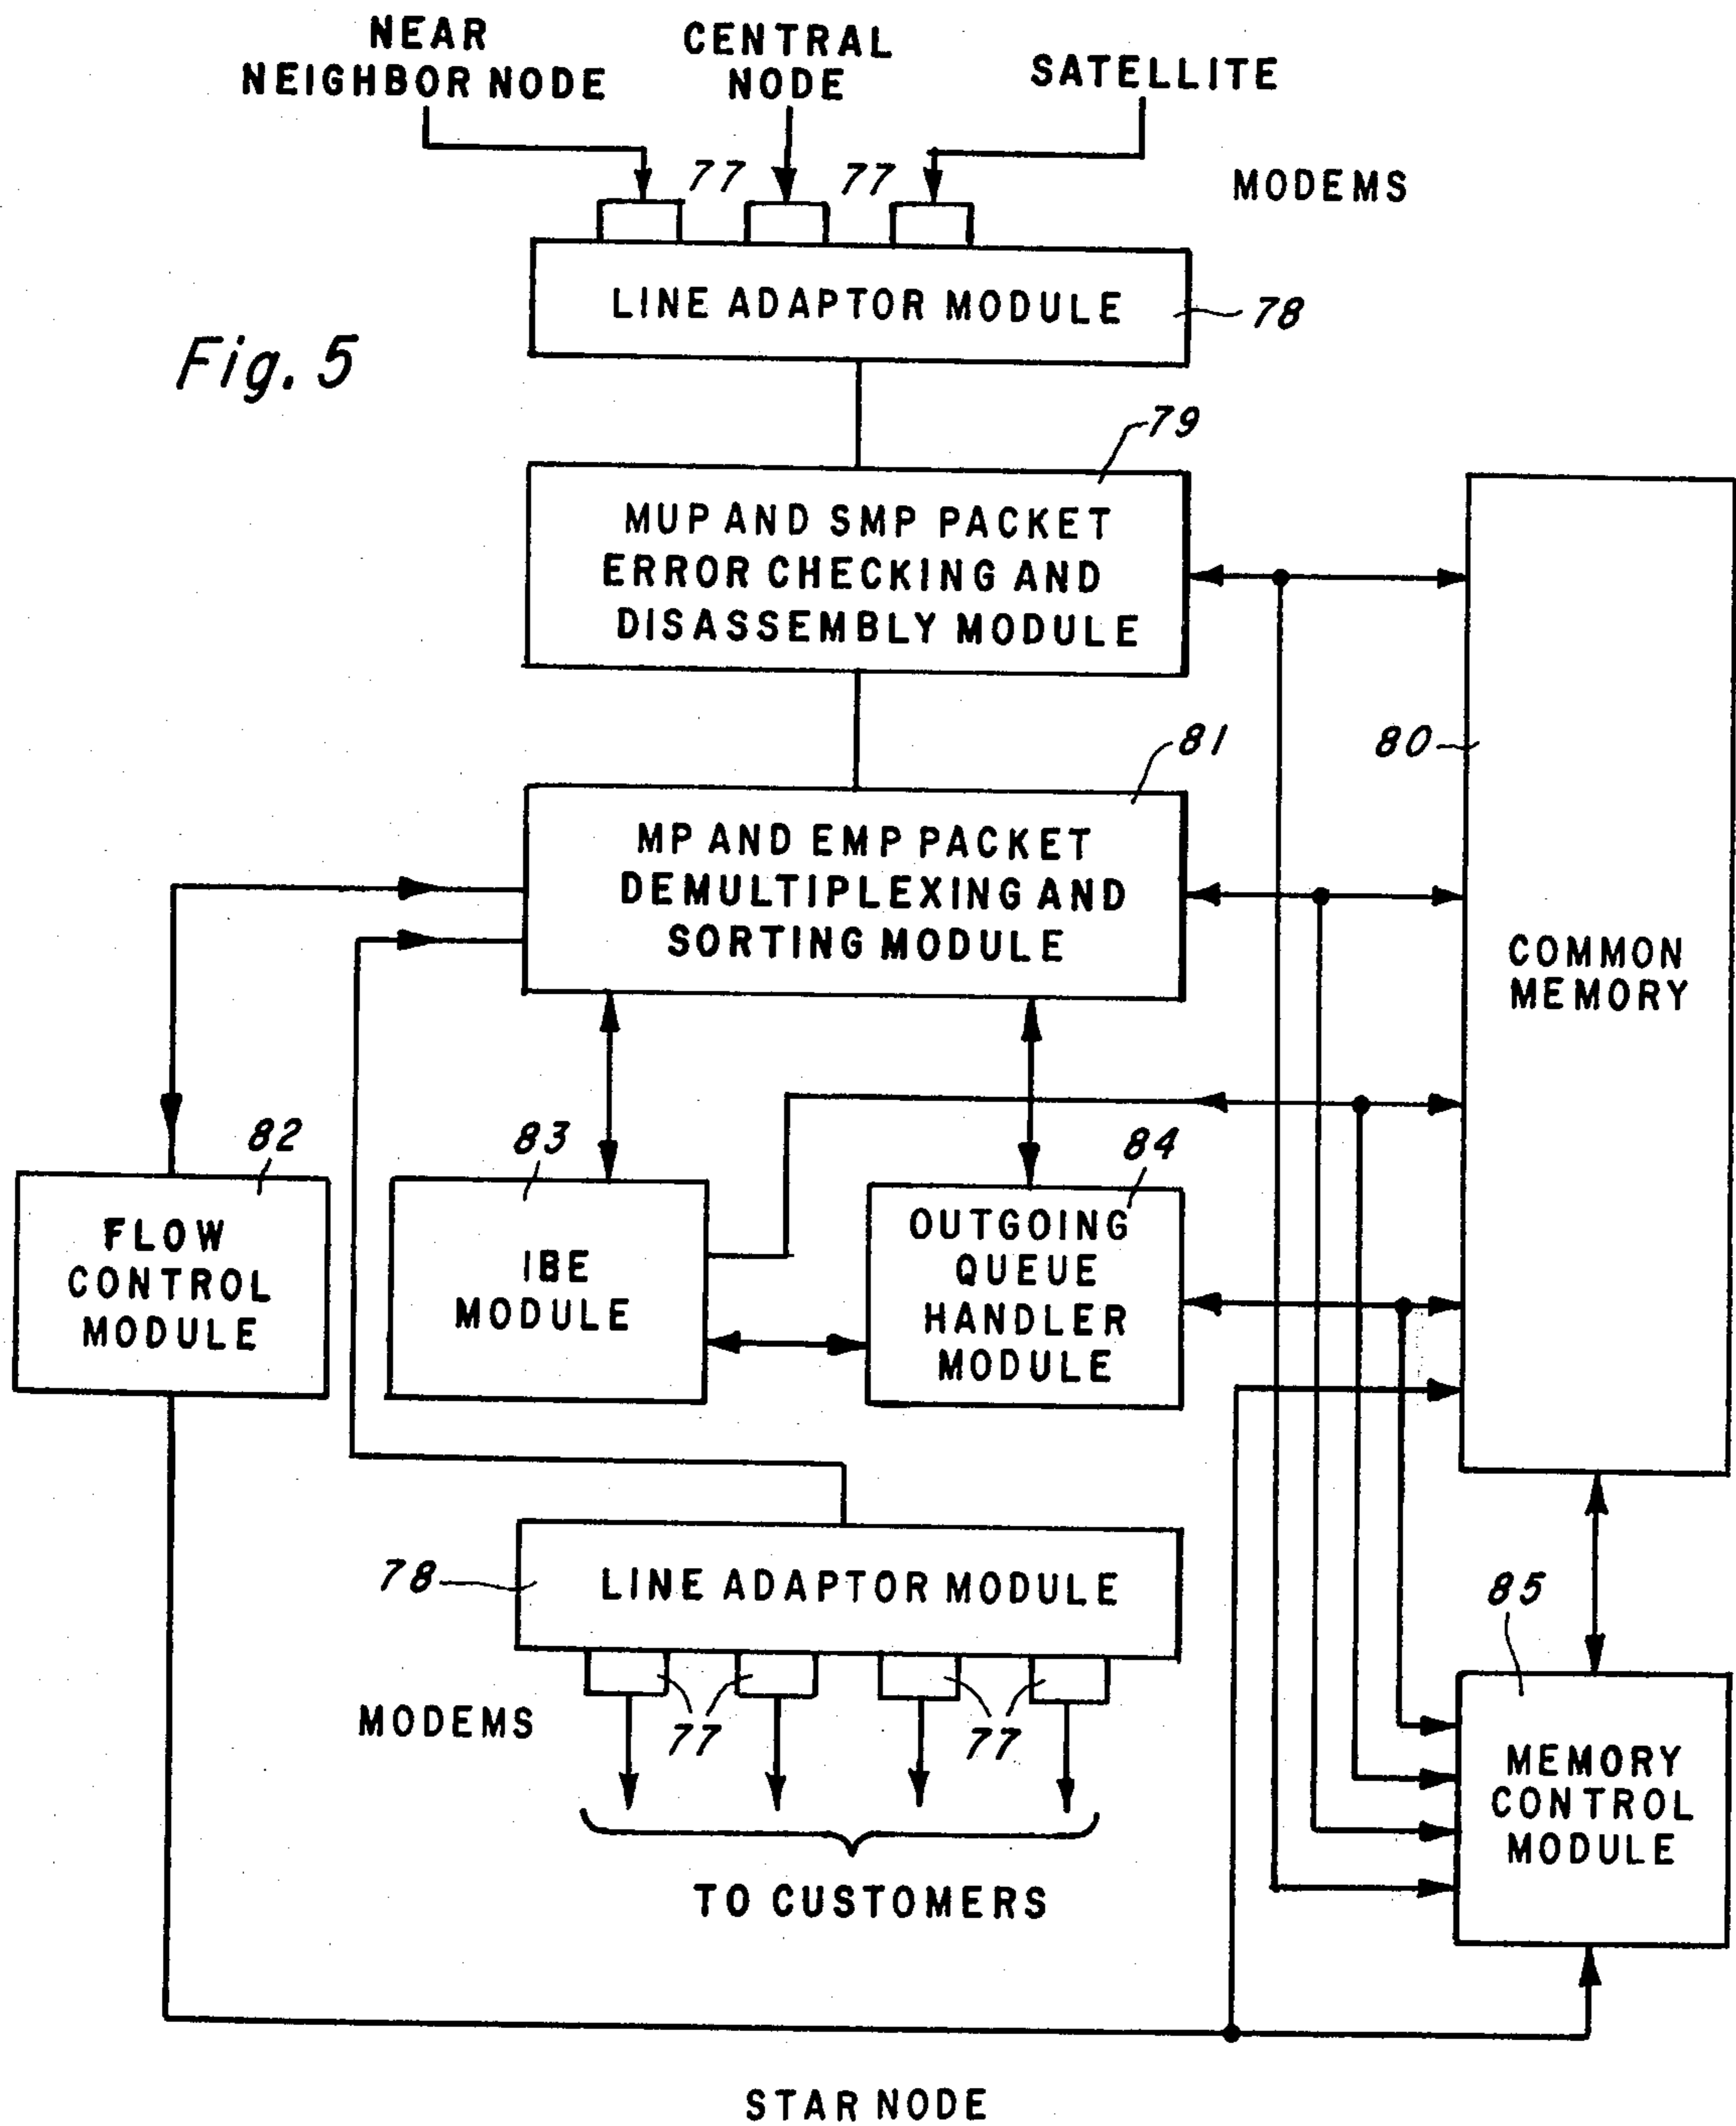 NEAR
NEIGHBOR NODE
CENTRAL
NODE
SATELLITE
77
77
MODEMS
LINE ADAPTOR MODULE
78
Fig. 5
79
MUP AND SMP PACKET
ERROR CHECKING AND
DISASSEMBLY MODULE
81
80
MP AND EMP PACKET
DEMULTIPLEXING AND
SORTING MODULE
COMMON
MEMORY
82
83
84
FLOW
CONTROL
MODULE
IBE
MODULE
OUTGOING
QUEUE
HANDLER
MODULE
78
LINE ADAPTOR MODULE
85
MODEMS
77
77
MEMORY
CONTROL
MODULE
TO CUSTOMERS
STAR NODE